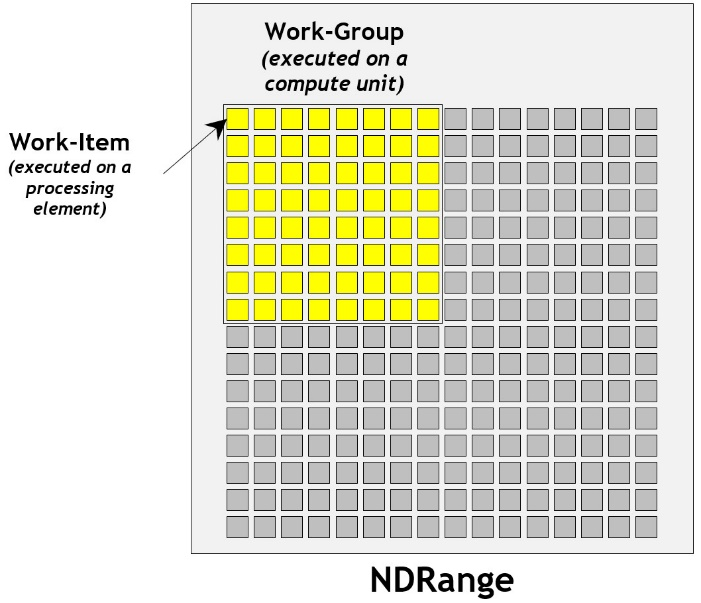 Work-Group
(executed on a
compute unit)
Work-Item
(executed on a
processing
element)
NDRange